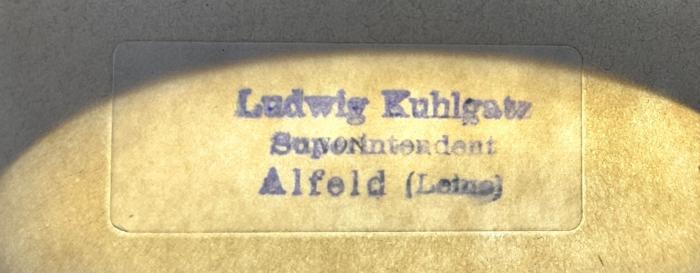 Ludwig Kuhlgatz
Superintendent
Alfeld (Leine)